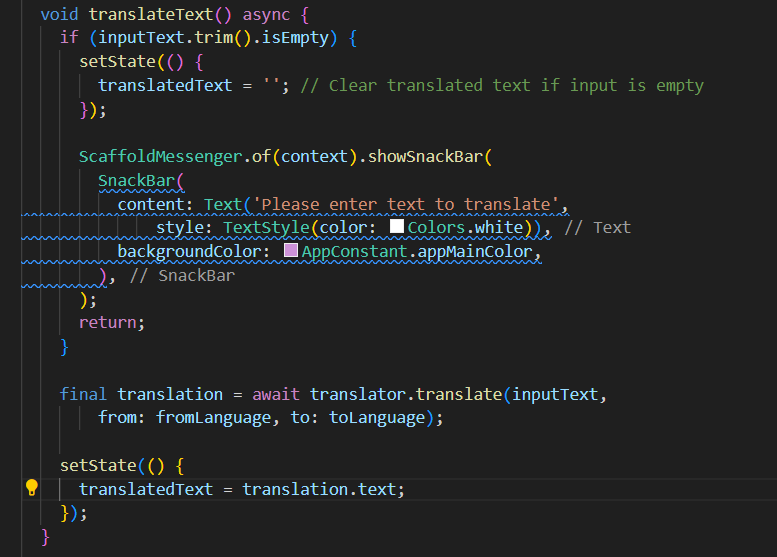 void translateText() async {
if (inputText.trim().isEmpty) {
setState(() {
translatedText = ''; // Clear translated text if input is empty
});
ScaffoldMessenger.of(context).showSnackBar(
SnackBar(
content: Text('Please enter text to translate',
style: TextStyle(color: Colors.white)), // Text
backgroundColor: AppConstant.appMainColor,
), // SnackBar
);
return;
}
final translation = await translator.translate(inputText,
from: fromLanguage, to: toLanguage);
setState(() {
translatedText = translation.text;
});
}